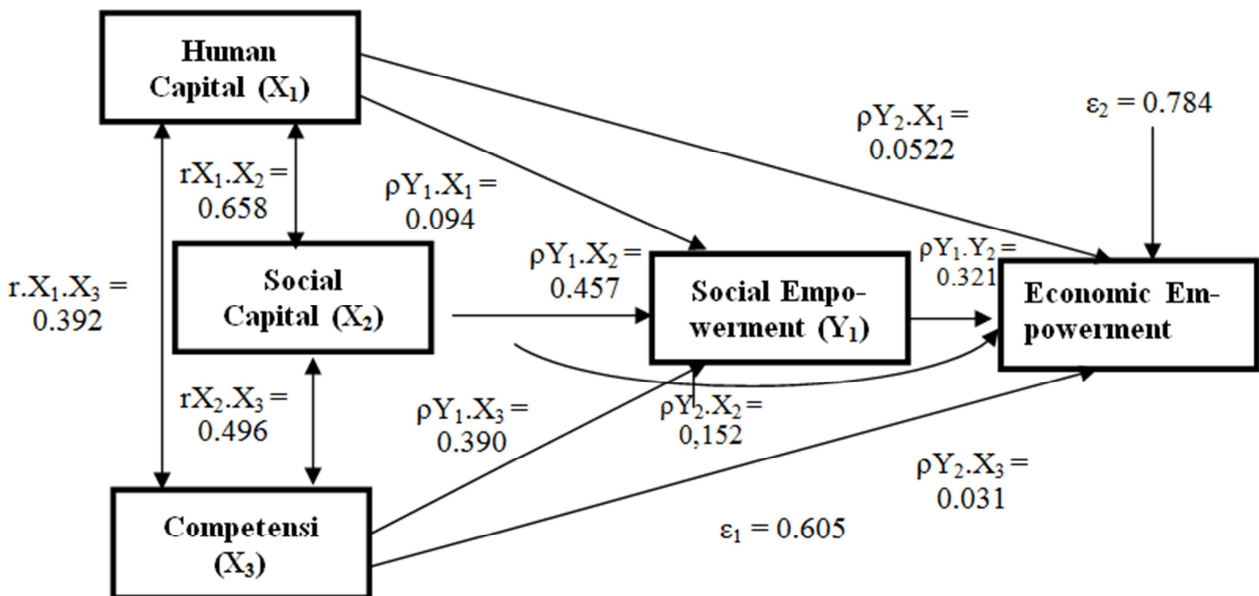 Human
Capital (X₁)
ρY₂.X₁ =
0.0522
ε₂ = 0.784
rX₁.X₂ =
0.658
ρY₁.X₁ =
0.094
r.X₁.X₃ =
0.392
Social
Capital (X₂)
ρY₁.X₂ =
0.457
Social Empo-
werment (Y₁)
ρY₁.Y₂ =
0.321
Economic Em-
powerment
rX₂.X₃ =
0.496
ρY₁.X₃ =
0.390
ρY₂.X₂ =
0,152
ρY₂.X₃ =
0.031
Competensi
(X₃)
ε₁ = 0.605